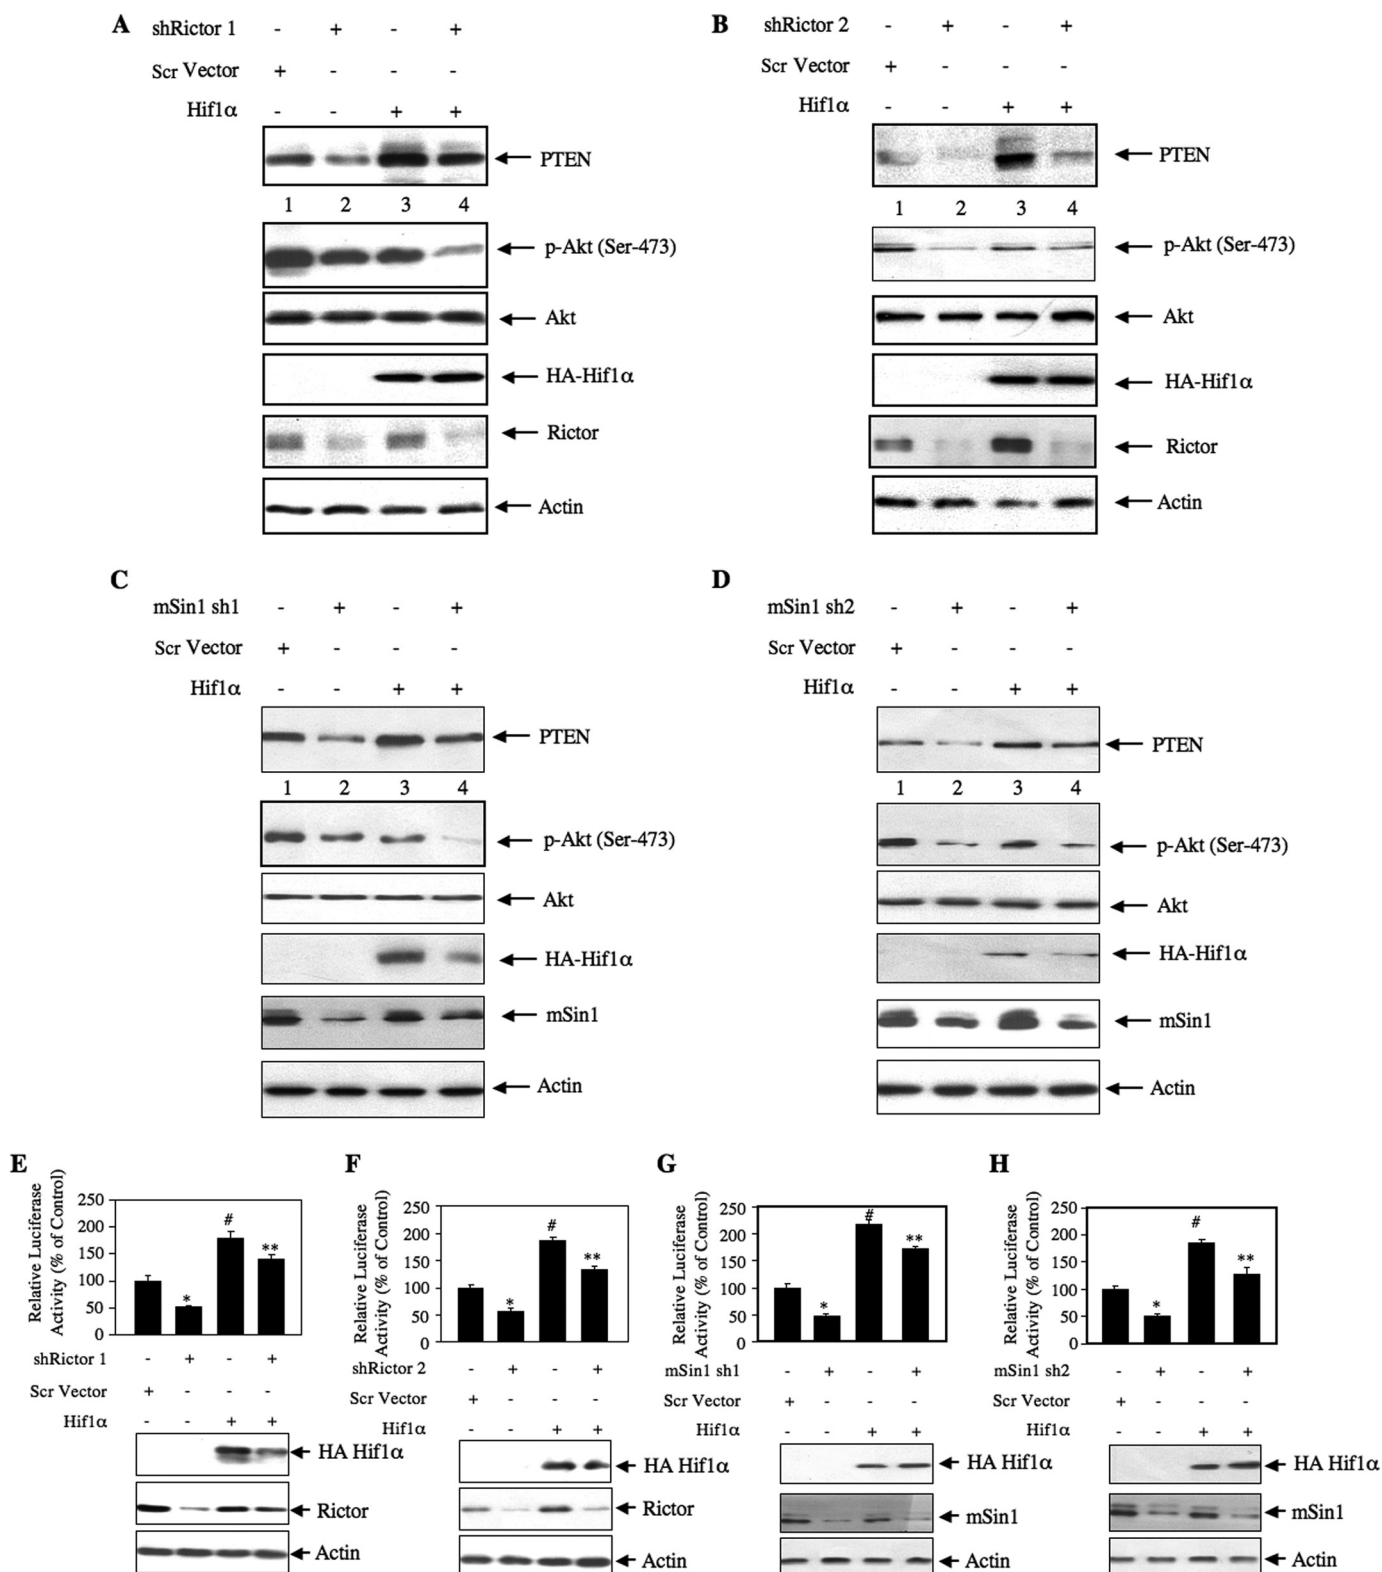 A
shRictor 1 - + - +
Scr Vector + - - -
Hif1α - - + +
PTEN
1 2 3 4
p-Akt (Ser-473)
Akt
HA-Hif1α
Rictor
Actin
B
shRictor 2 - + - +
Scr Vector + - - -
Hif1α - - + +
PTEN
1 2 3 4
p-Akt (Ser-473)
Akt
HA-Hif1α
Rictor
Actin
C
mSin1 sh1 - + - +
Scr Vector + - - -
Hif1α - - + +
PTEN
1 2 3 4
p-Akt (Ser-473)
Akt
HA-Hif1α
mSin1
Actin
D
mSin1 sh2 - + - +
Scr Vector + - - -
Hif1α - - + +
PTEN
1 2 3 4
p-Akt (Ser-473)
Akt
HA-Hif1α
mSin1
Actin
E
Relative Luciferase
Activity (% of Control)
250
200
150
100
50
0
* # **
shRictor 1 - + - +
Scr Vector + - - -
Hif1α - - + +
HA Hif1α
Rictor
Actin
F
Relative Luciferase
Activity (% of Control)
250
200
150
100
50
0
* # **
shRictor 2 - + - +
Scr Vector + - - -
Hif1α - - + +
HA Hif1α
Rictor
Actin
G
Relative Luciferase
Activity (% of Control)
250
200
150
100
50
0
* # **
mSin1 sh1 - + - +
Scr Vector + - - -
Hif1α - - + +
HA Hif1α
mSin1
Actin
H
Relative Luciferase
Activity (% of Control)
250
200
150
100
50
0
* # **
mSin1 sh2 - + - +
Scr Vector + - - -
Hif1α - - + +
HA Hif1α
mSin1
Actin